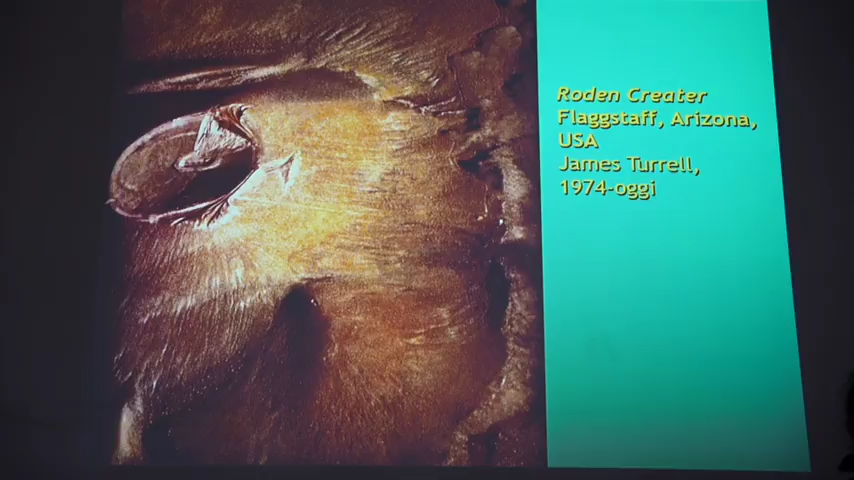 Roden Creater
Flaggstaff, Arizona,
USA
James Turrell,
1974-oggi